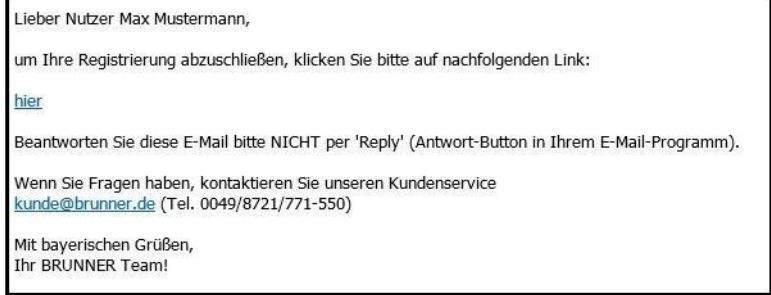 Lieber Nutzer Max Mustermann,
um Ihre Registrierung abzuschließen, klicken Sie bitte auf nachfolgenden Link:
hier
Beantworten Sie diese E-Mail bitte NICHT per 'Reply' (Antwort-Button in Ihrem E-Mail-Programm).
Wenn Sie Fragen haben, kontaktieren Sie unseren Kundenservice
kunde@brunner.de (Tel. 0049/8721/771-550)
Mit bayerischen Grüßen,
Ihr BRUNNER Team!